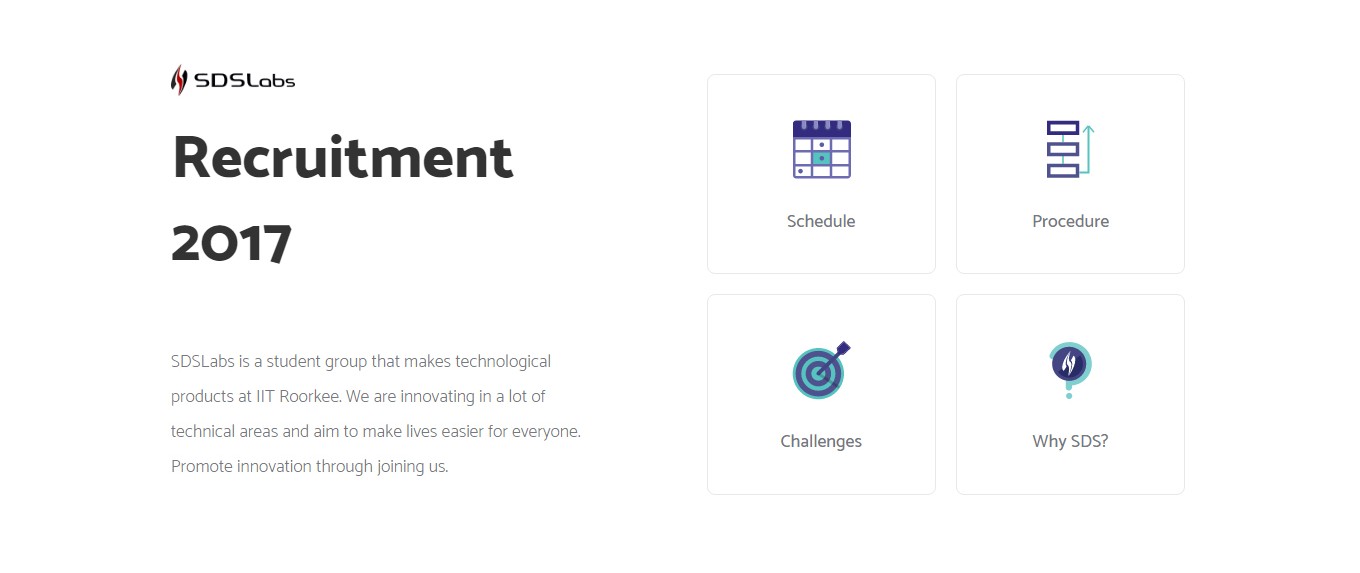 SDSLabs
Recruitment
2017
SDSLabs is a student group that makes technological
products at IIT Roorkee. We are innovating in a lot of
technical areas and aim to make lives easier for everyone.
Promote innovation through joining us.
Schedule
Procedure
Challenges
Why SDS?